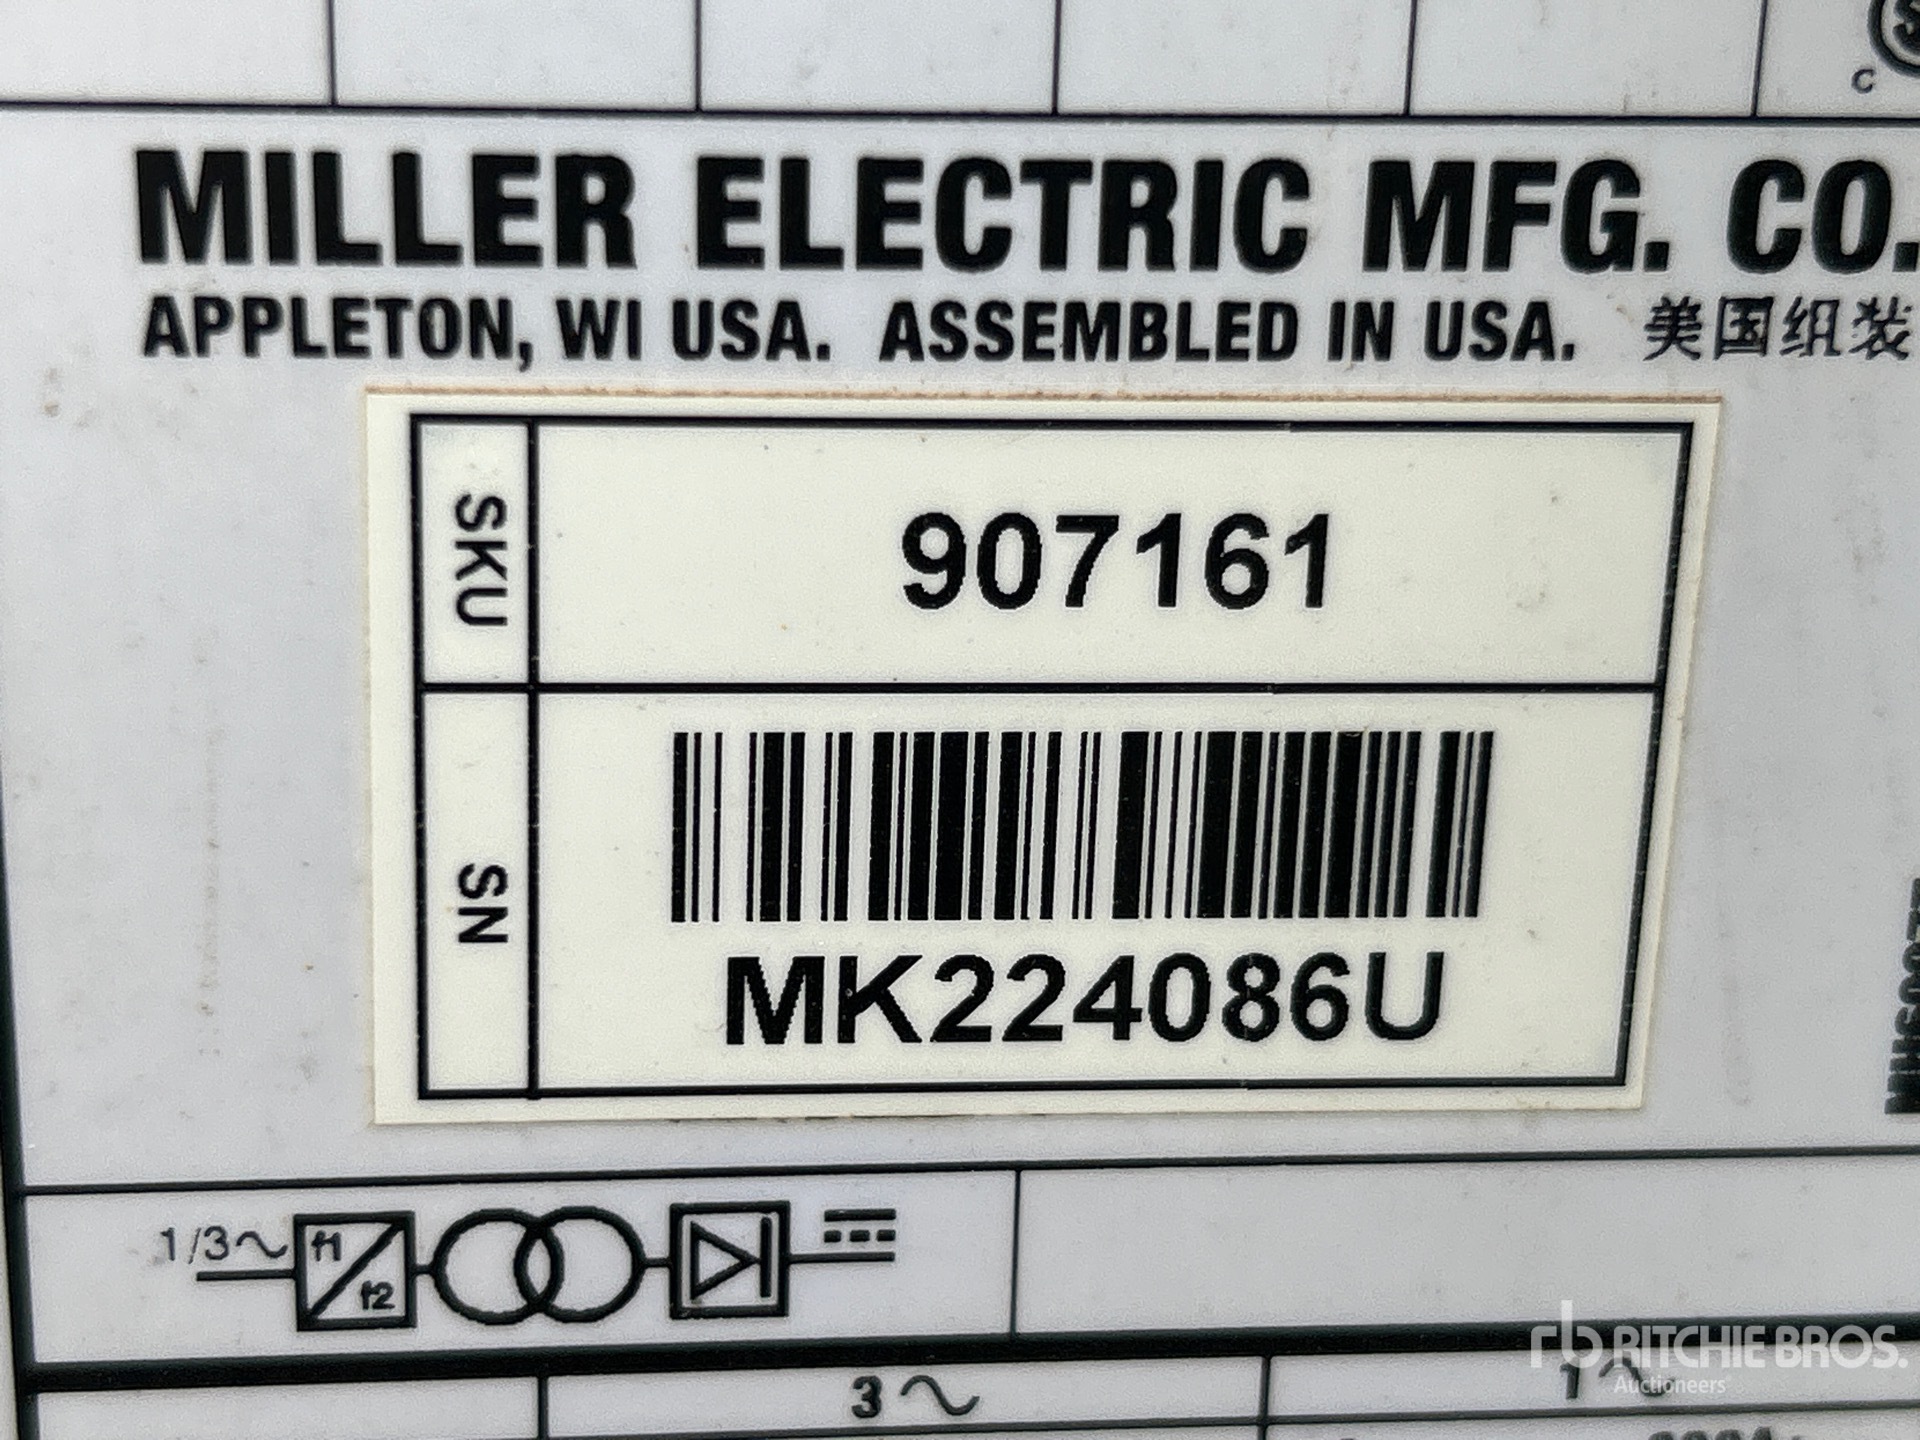 C
MILLER ELECTRIC MFG. CO.
APPLETON, WI USA. ASSEMBLED IN USA. 美国组装
SKU 907161
SN
MK224086U
1/3~ f1 f2
3~
1~
RITCHIE BROS.
Auctioneers